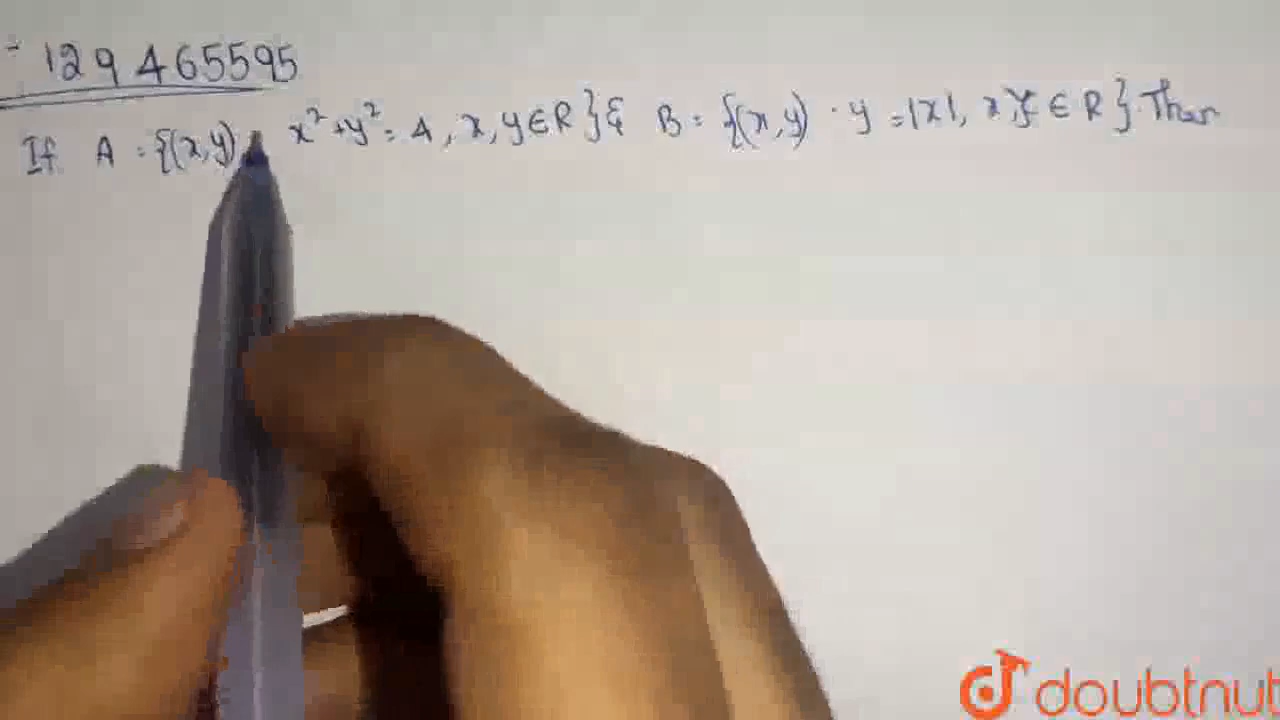 129465595
If A = {(x,y) : x²+y² = 4, x,y ∈ R} & B = {(x,y) : y = |x|, x,y ∈ R}. Then
doubtnut